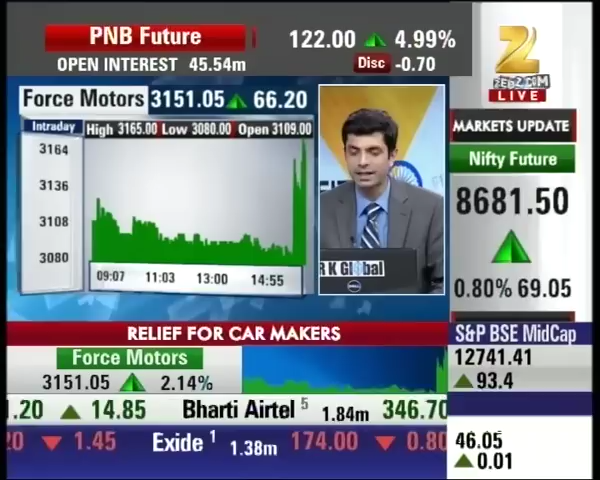 PNB Future
122.00 4.99%
OPEN INTEREST 45.54m
Disc -0.70
LIVE
Force Motors 3151.05 66.20
Intraday
High 3165.00 Low 3080.00 Open 3109.00
3164
3136
3108
3080
09:07 11:03 13:00 14:55
R K Global
DELL
MARKETS UPDATE
Nifty Future
8681.50
0.80% 69.05
RELIEF FOR CAR MAKERS
S&P BSE MidCap
12741.41
93.4
Force Motors
3151.05 2.14%
1.20 14.85 Bharti Airtel 5 1.84m 346.70
20 1.45 Exide 1 1.38m 174.00 0.80
46.05
0.01